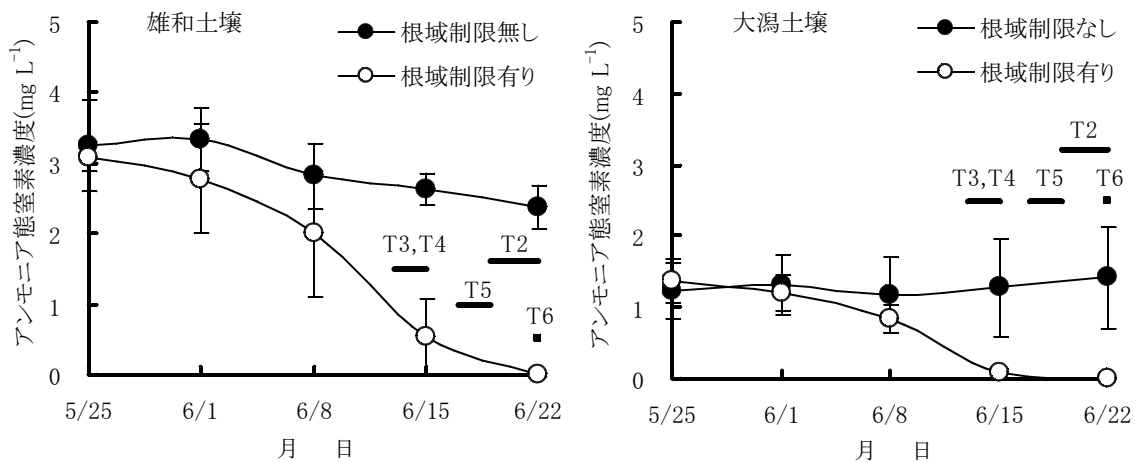 雄和土壌
根域制限無し
根域制限有り
アンモニア態窒素濃度(mg L⁻¹)
5
4
3
2
1
0
T3,T4
T2
T5
T6
5/25
6/1
6/8
6/15
6/22
月 日
大潟土壌
根域制限なし
根域制限有り
アンモニア態窒素濃度(mg L⁻¹)
5
4
3
2
1
0
T2
T3,T4
T5
T6
5/25
6/1
6/8
6/15
6/22
月 日